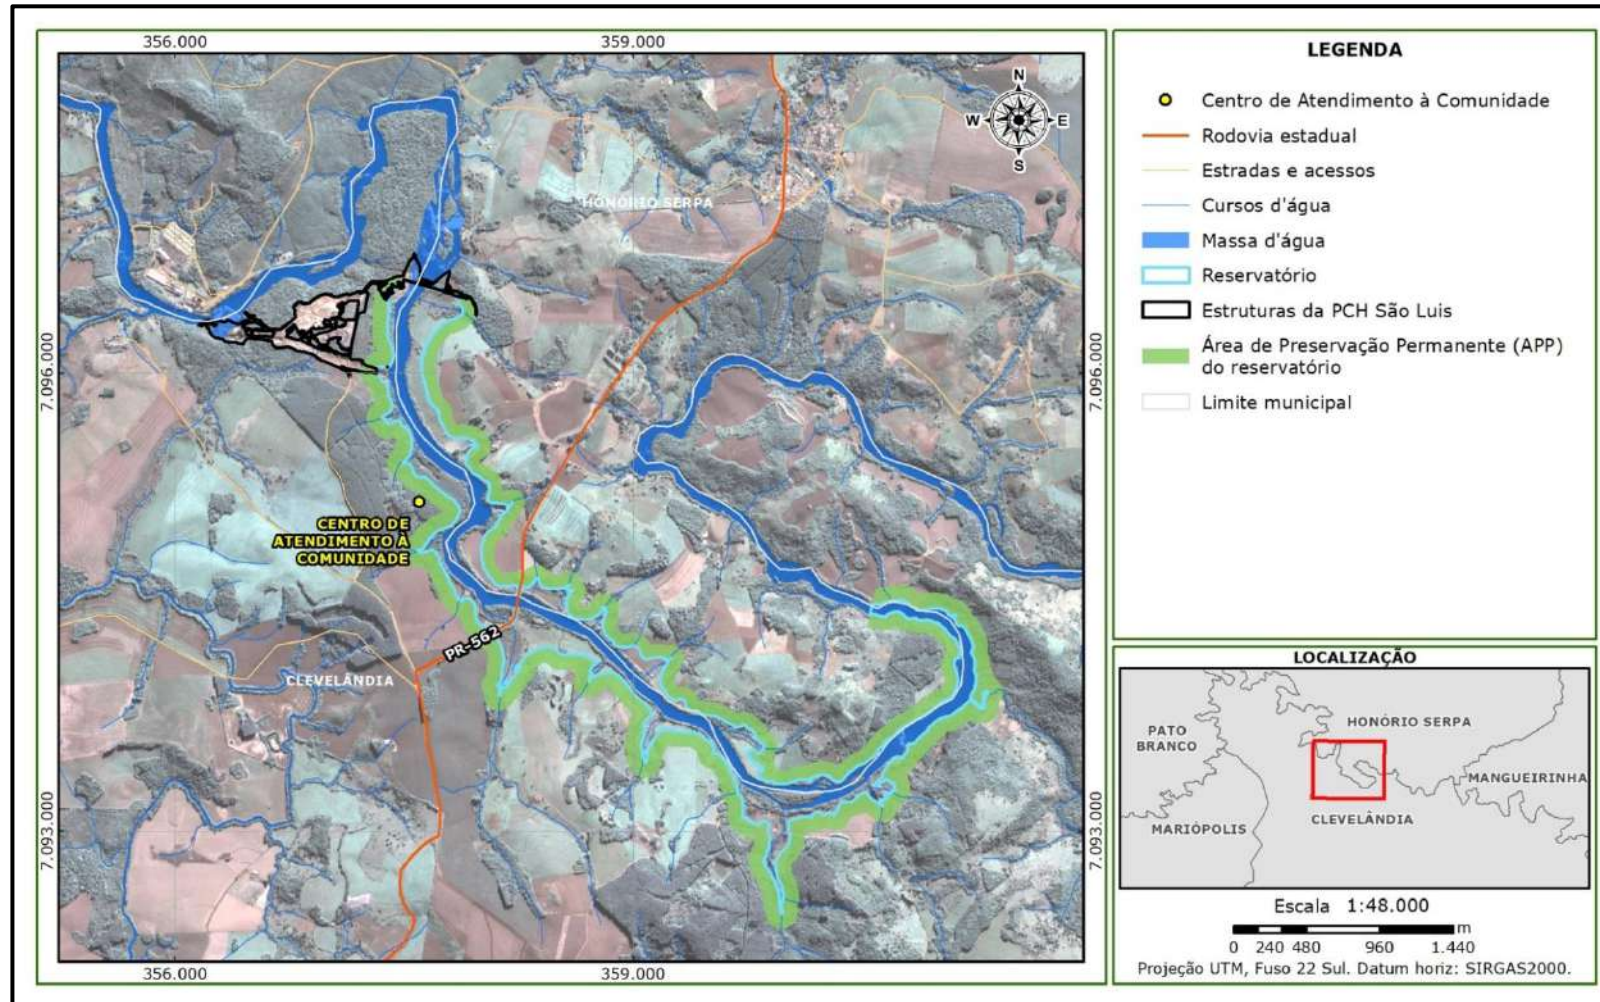 356.000
359.000
N
W
E
S
HONÓRIO SERPA
7.096.000
7.096.000
CENTRO DE
ATENDIMENTO À
COMUNIDADE
PR-562
CLEVELÂNDIA
7.093.000
7.093.000
356.000
359.000
LEGENDA
Centro de Atendimento à Comunidade
Rodovia estadual
Estradas e acessos
Cursos d'água
Massa d'água
Reservatório
Estruturas da PCH São Luis
Área de Preservação Permanente (APP)
do reservatório
Limite municipal
LOCALIZAÇÃO
HONÓRIO SERPA
PATO
BRANCO
MANGUEIRINHA
CLEVELÂNDIA
MARIÓPOLIS
Escala 1:48.000
m
0 240 480 960 1.440
Projeção UTM, Fuso 22 Sul. Datum horiz: SIRGAS2000.